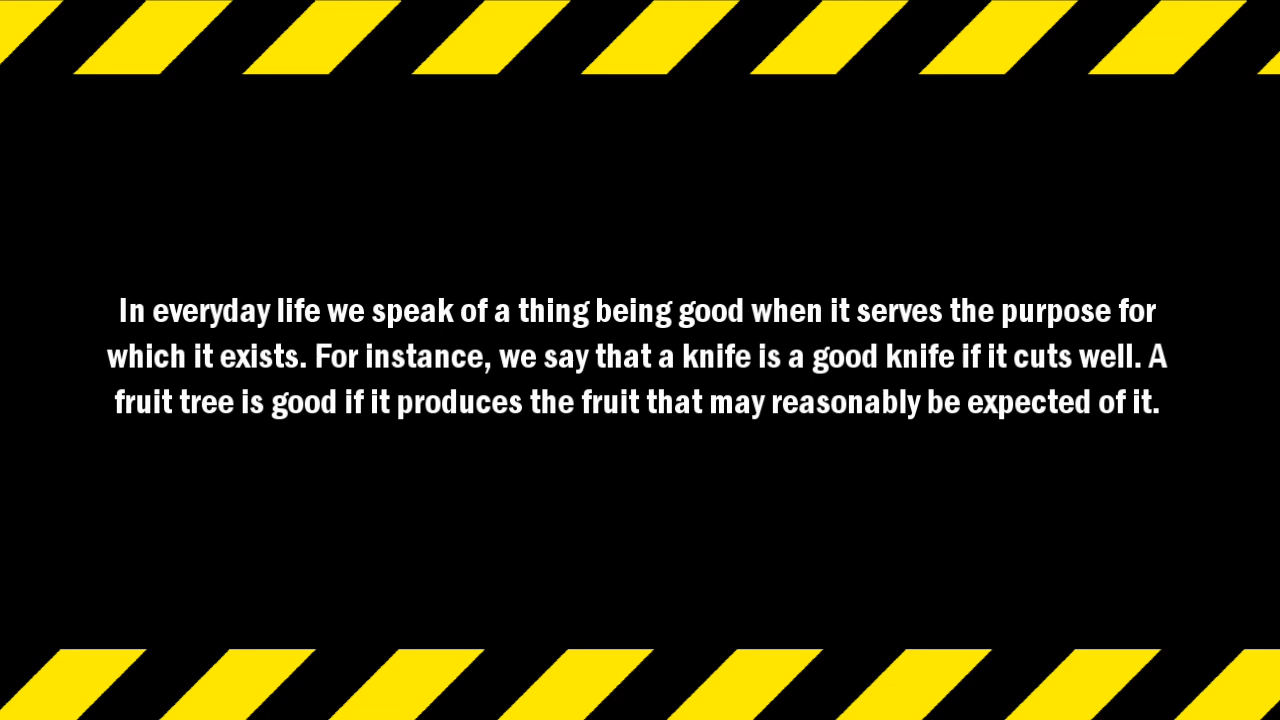 In everyday life we speak of a thing being good when it serves the purpose for
which it exists. For instance, we say that a knife is a good knife if it cuts well. A
fruit tree is good if it produces the fruit that may reasonably be expected of it.